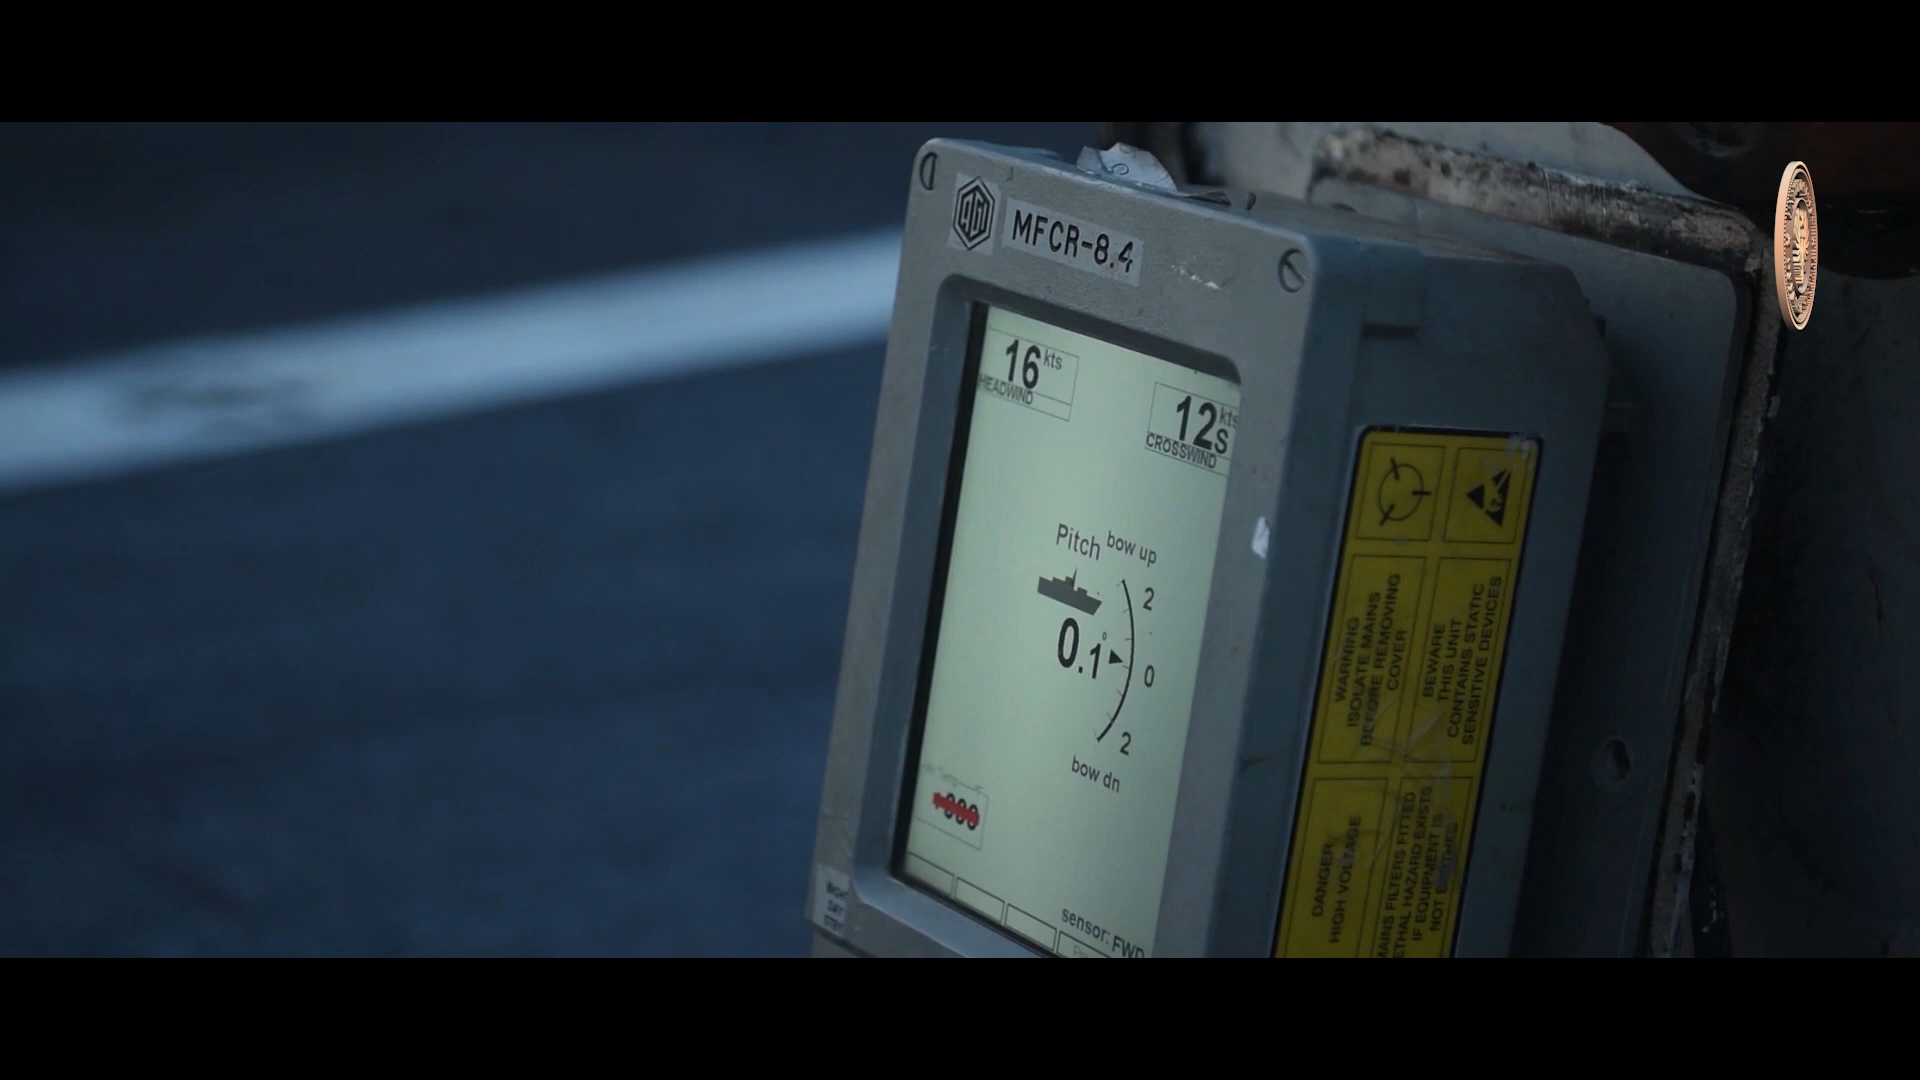 AGI
MFCR-8.4
16 kts
HEADWIND
12 kts
S
CROSSWIND
Pitch
bow up
2
0.1°
0
2
bow dn
sensor: FWD
WARNING
ISOLATE MAINS
BEFORE REMOVING
COVER
BEWARE
THIS UNIT
CONTAINS STATIC
SENSITIVE DEVICES
DANGER
HIGH VOLTAGE
MAINS FILTERS FITTED
LETHAL HAZARD EXISTS
IF EQUIPMENT IS
NOT